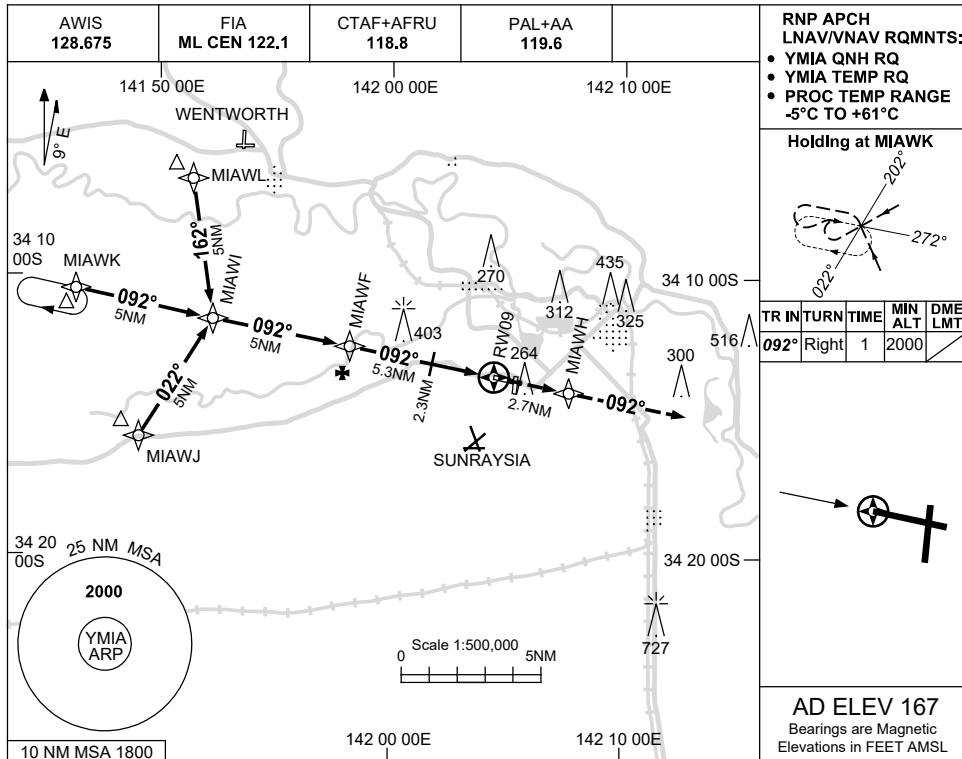 AWIS
128.675
FIA
ML CEN 122.1
CTAF+AFRU
118.8
PAL+AA
119.6
RNP APCH
LNAV/VNAV RQMNTS:
• YMIA QNH RQ
• YMIA TEMP RQ
• PROC TEMP RANGE
-5°C TO +61°C
141 50 00E
142 00 00E
142 10 00E
9° E
WENTWORTH
MIAWL
162°
5NM
34 10
00S
MIAWK
092°
5NM
MIAWI
092°
5NM
MIAWF
403
270
312
435
325
34 10 00S
516
092°
5.3NM
2.3NM
RW09
264
2.7NM
MIAWH
092°
300
022°
5NM
MIAWJ
SUNRAYSIA
Holding at MIAWK
202°
272°
022°
TR IN TURN TIME MIN ALT DME LMT
092° Right 1 2000
34 20
00S
25 NM MSA
2000
YMIA
ARP
10 NM MSA 1800
Scale 1:500,000
0 5NM
34 20 00S
727
142 00 00E
142 10 00E
AD ELEV 167
Bearings are Magnetic
Elevations in FEET AMSL